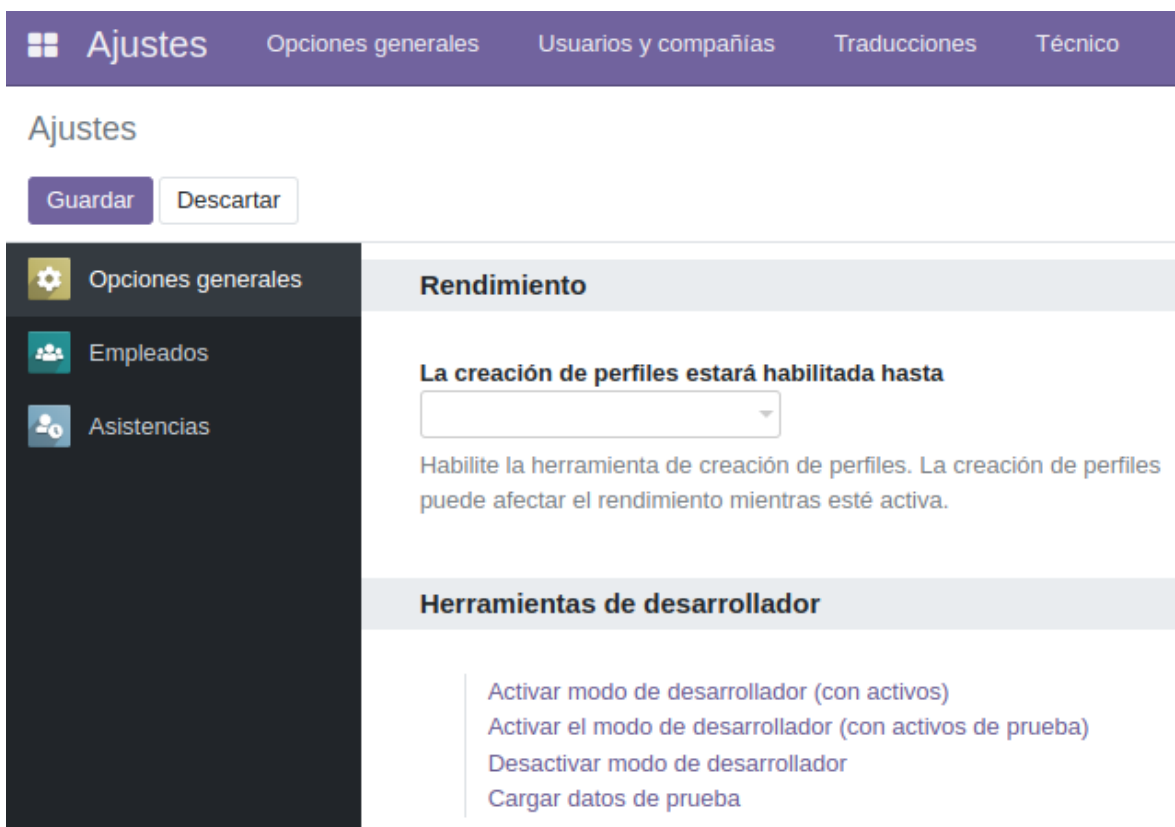 Ajustes Opciones generales Usuarios y compañías Traducciones Técnico
Ajustes
Guardar Descartar
Opciones generales
Empleados
Asistencias
Rendimiento
La creación de perfiles estará habilitada hasta
Habilite la herramienta de creación de perfiles. La creación de perfiles
puede afectar el rendimiento mientras esté activa.
Herramientas de desarrollador
Activar modo de desarrollador (con activos)
Activar el modo de desarrollador (con activos de prueba)
Desactivar modo de desarrollador
Cargar datos de prueba